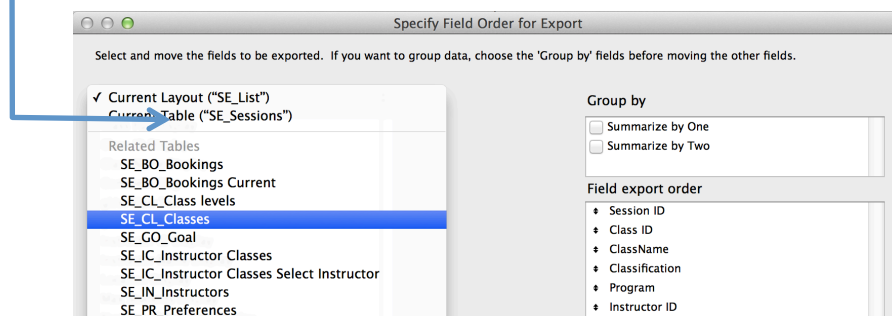 Specify Field Order for Export
Select and move the fields to be exported.  If you want to group data, choose the 'Group by' fields before moving the other fields.
✓ Current Layout (“SE_List”)
Current Table (“SE_Sessions”)
Related Tables
SE_BO_Bookings
SE_BO_Bookings Current
SE_CL_Class levels
SE_CL_Classes
SE_GO_Goal
SE_IC_Instructor Classes
SE_IC_Instructor Classes Select Instructor
SE_IN_Instructors
SE_PR_Preferences
Group by
Summarize by One
Summarize by Two
Field export order
Session ID
Class ID
ClassName
Classification
Program
Instructor ID